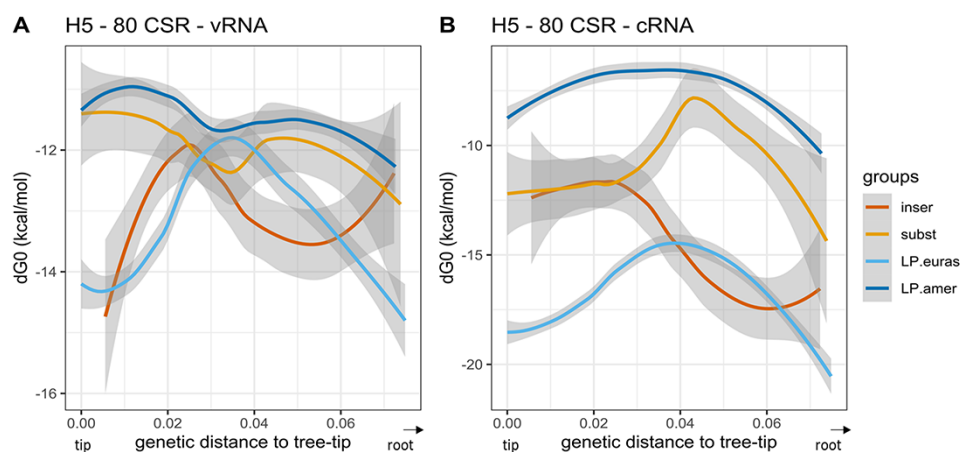 A H5 - 80 CSR - vRNA
dG0 (kcal/mol)
-12
-14
-16
0.00 0.02 0.04 0.06
tip genetic distance to tree-tip root
B H5 - 80 CSR - cRNA
dG0 (kcal/mol)
-10
-15
-20
0.00 0.02 0.04 0.06
tip genetic distance to tree-tip root
groups
inser
subst
LP.euras
LP.amer